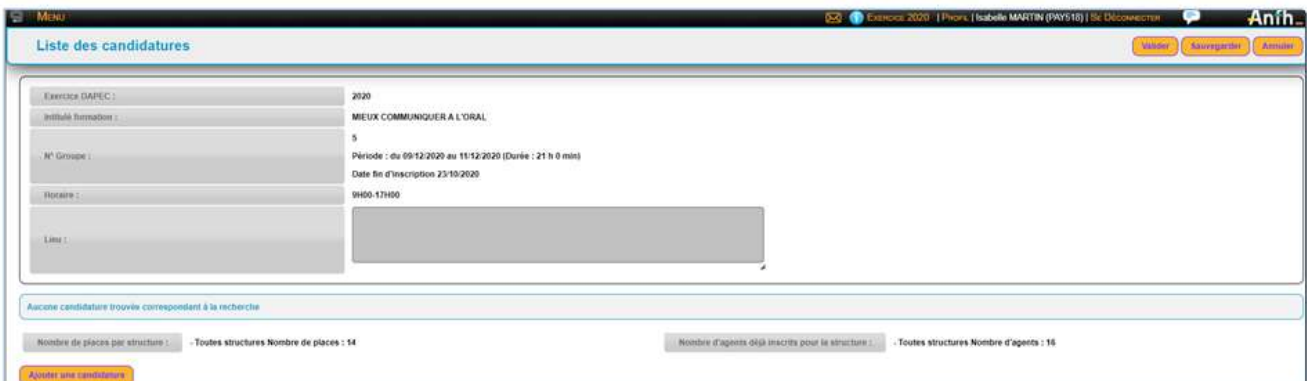 MENU EXERCICE 2020 | PROFIL | Isabelle MARTIN (PAY518) | SE DÉCONNECTER Anfh
Liste des candidatures Valider Sauvegarder Annuler
Exercice DAPEC : 2020
Intitulé formation : MIEUX COMMUNIQUER A L'ORAL
5
N° Groupe : Période : du 09/12/2020 au 11/12/2020 (Durée : 21 h 0 min)
Date fin d'inscription 23/10/2020
Horaire : 9H00-17H00
Lieu :
Aucune candidature trouvée correspondant à la recherche
Nombre de places par structure : - Toutes structures Nombre de places : 14 Nombre d'agents déjà inscrits pour la structure : - Toutes structures Nombre d'agents : 16
Ajouter une candidature